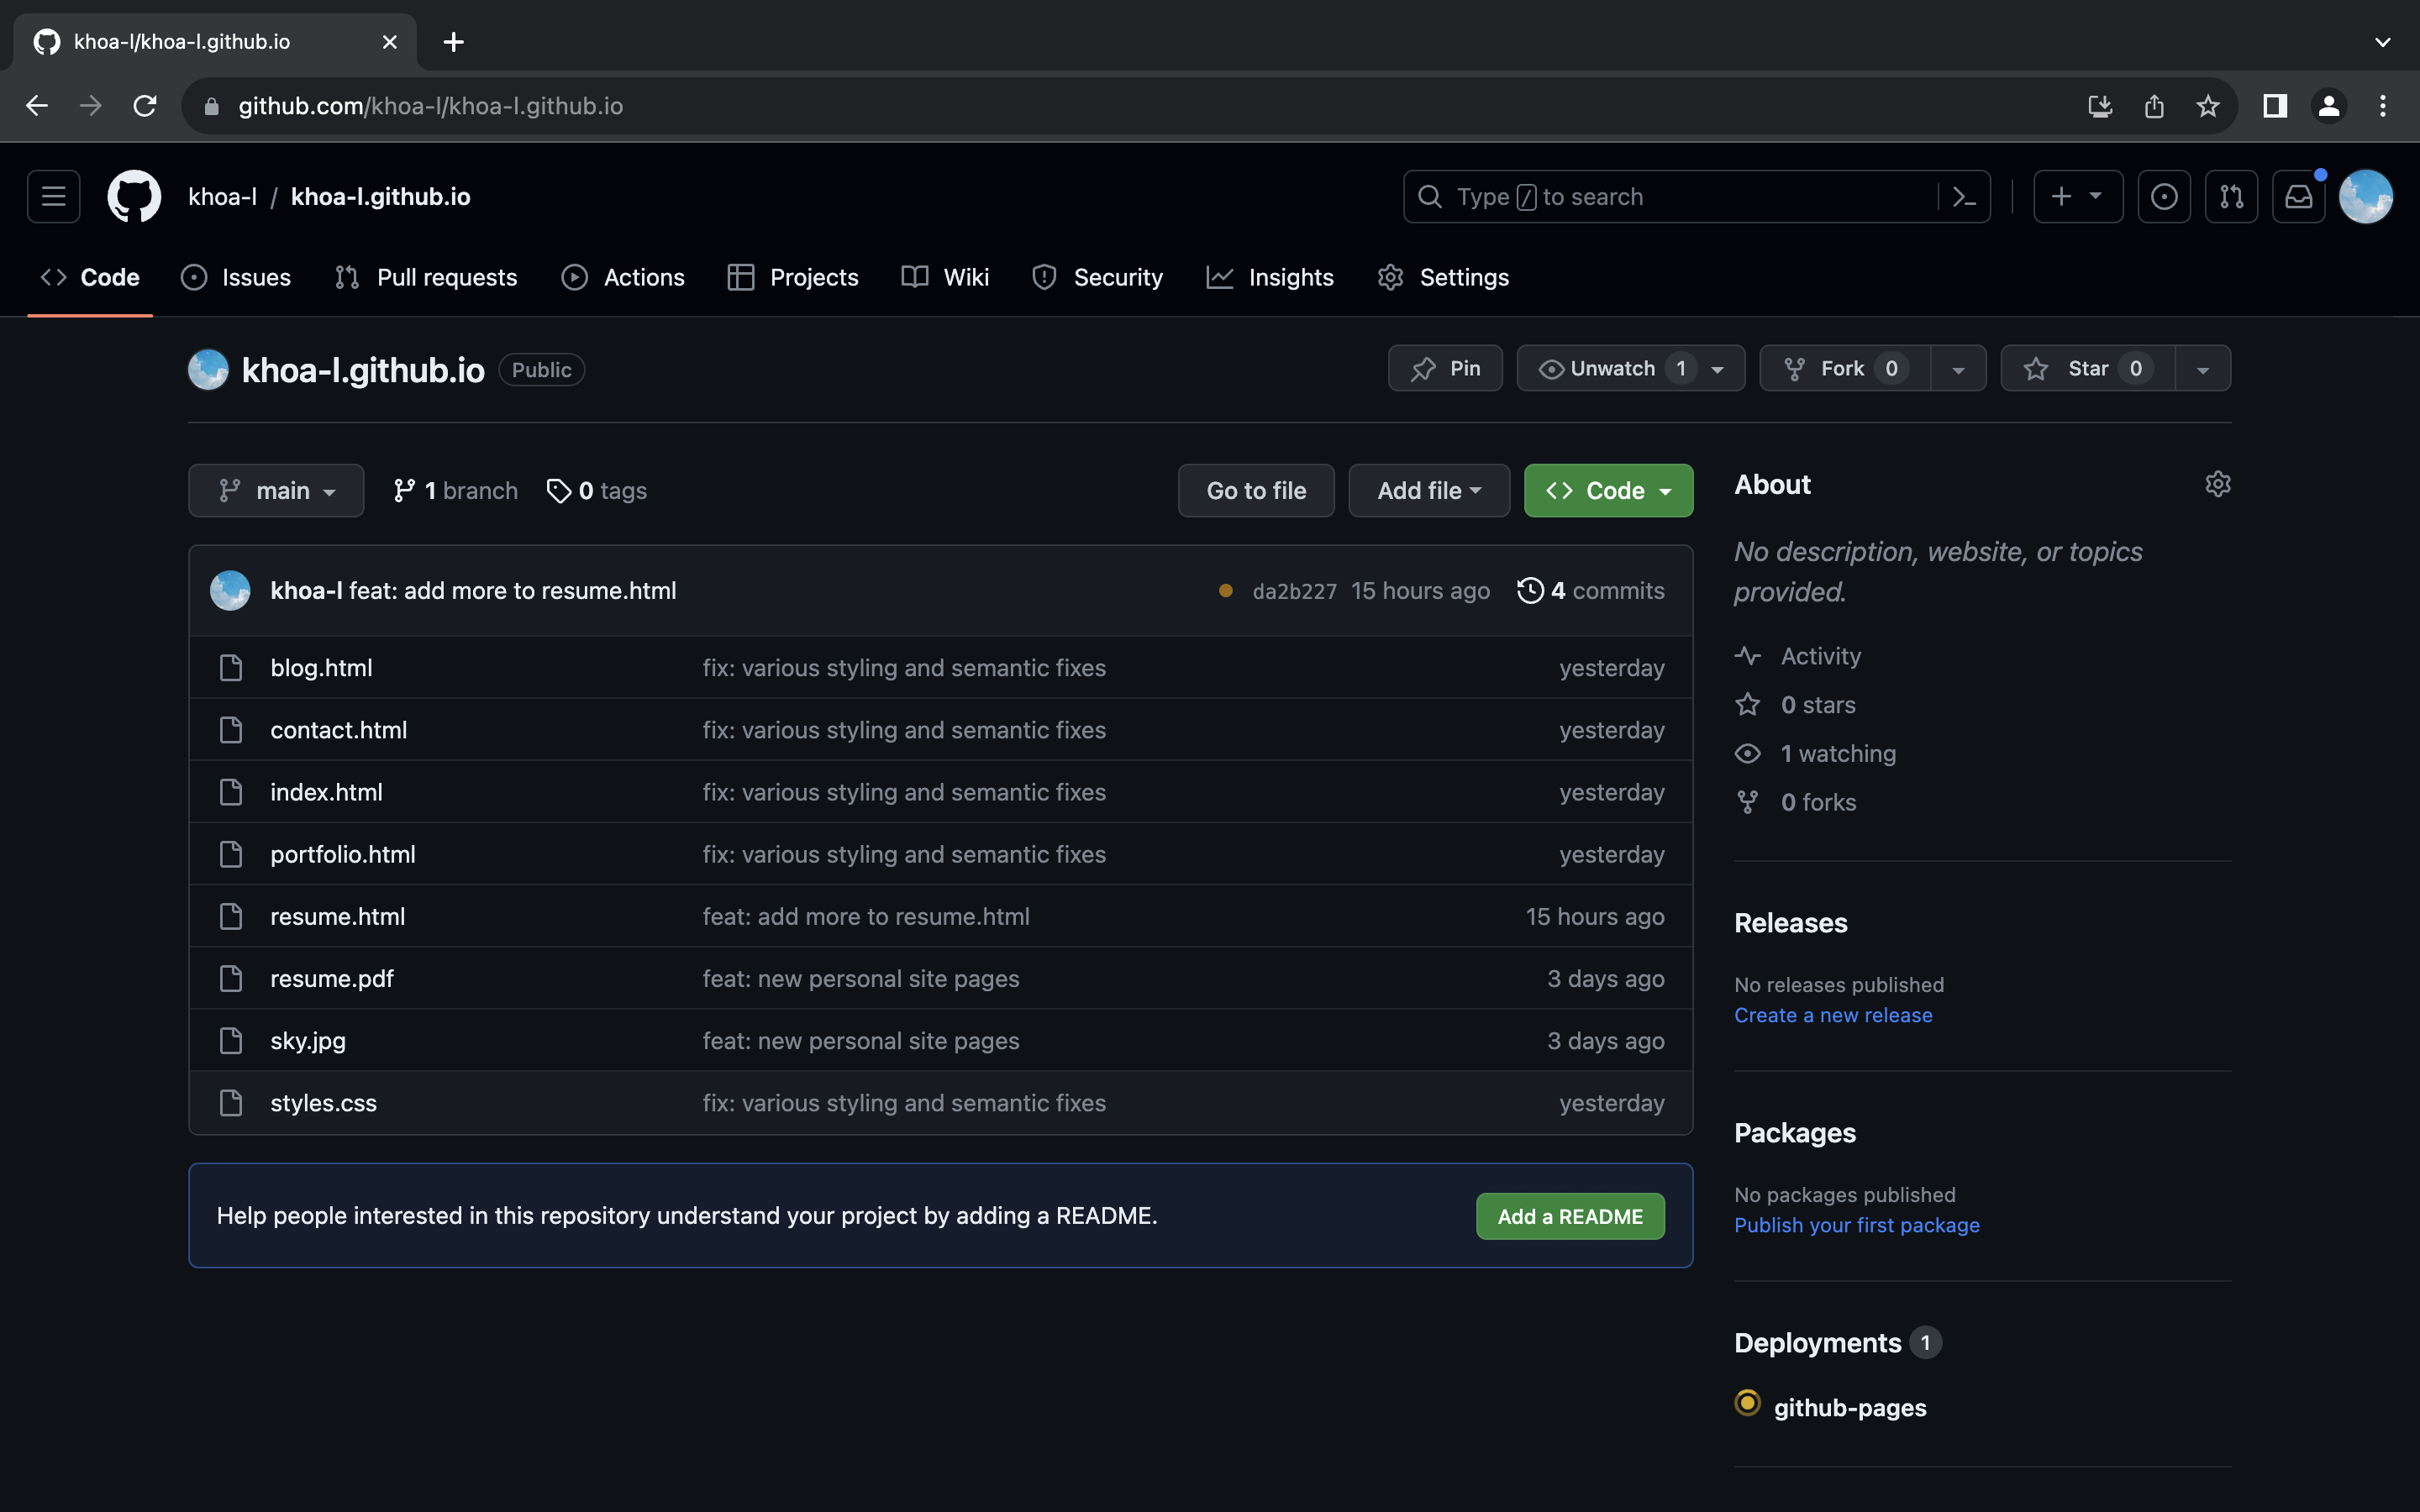 khoa-l/khoa-l.github.io
github.com/khoa-l/khoa-l.github.io
khoa-l / khoa-l.github.io
Type / to search
Code Issues Pull requests Actions Projects Wiki Security Insights Settings
khoa-l.github.io Public
Pin Unwatch 1 Fork 0 Star 0
main 1 branch 0 tags Go to file Add file Code
khoa-l feat: add more to resume.html da2b227 15 hours ago 4 commits
blog.html fix: various styling and semantic fixes yesterday
contact.html fix: various styling and semantic fixes yesterday
index.html fix: various styling and semantic fixes yesterday
portfolio.html fix: various styling and semantic fixes yesterday
resume.html feat: add more to resume.html 15 hours ago
resume.pdf feat: new personal site pages 3 days ago
sky.jpg feat: new personal site pages 3 days ago
styles.css fix: various styling and semantic fixes yesterday
Help people interested in this repository understand your project by adding a README. Add a README
About
No description, website, or topics
provided.
Activity
0 stars
1 watching
0 forks
Releases
No releases published
Create a new release
Packages
No packages published
Publish your first package
Deployments 1
github-pages